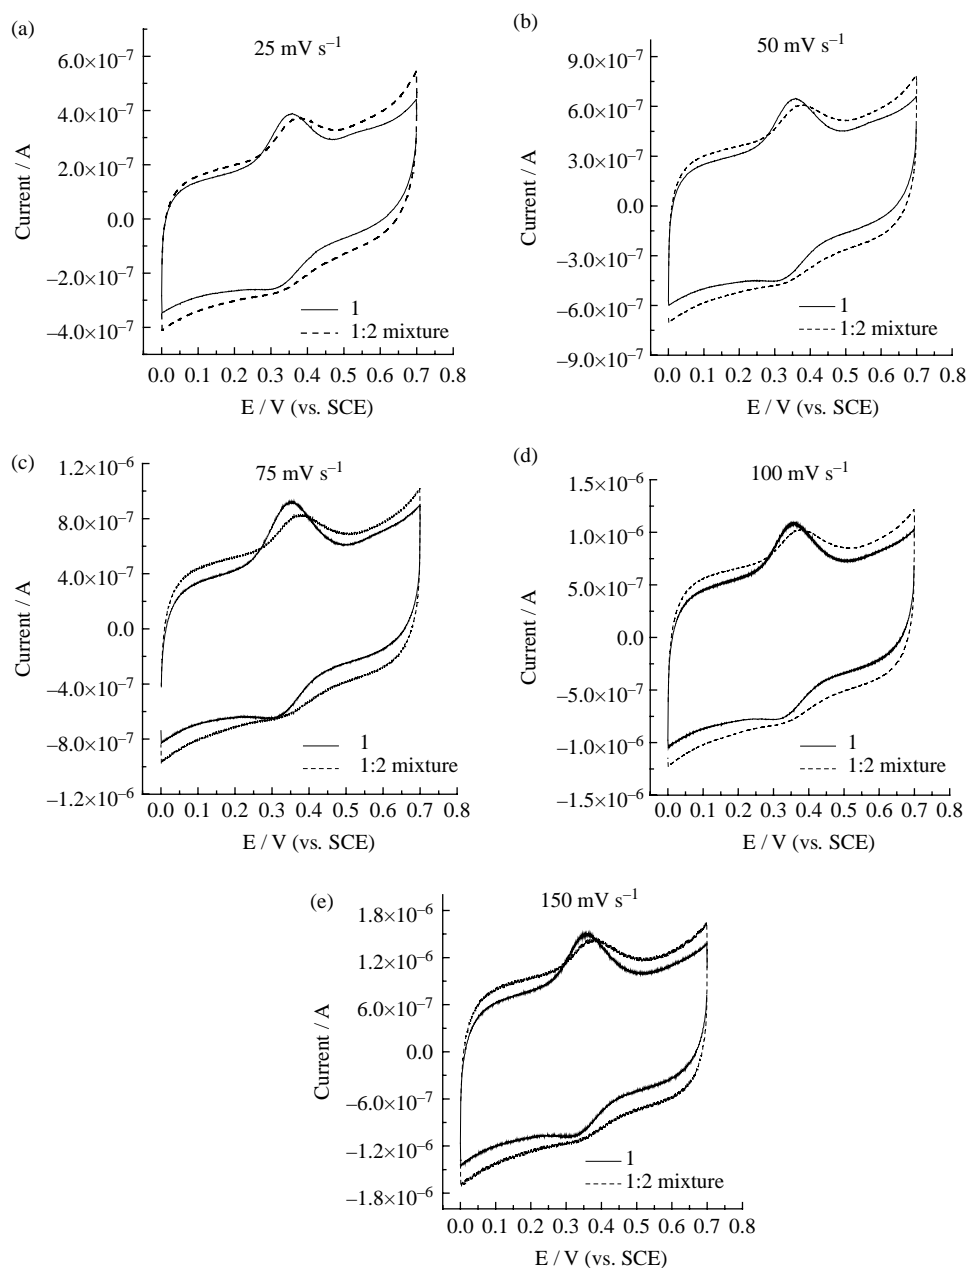 (a)
25 mV s⁻¹
6.0×10⁻⁷
4.0×10⁻⁷
2.0×10⁻⁷
0.0
−2.0×10⁻⁷
−4.0×10⁻⁷
Current / A
1
1:2 mixture
0.0 0.1 0.2 0.3 0.4 0.5 0.6 0.7 0.8
E / V (vs. SCE)
(b)
50 mV s⁻¹
9.0×10⁻⁷
6.0×10⁻⁷
3.0×10⁻⁷
0.0
−3.0×10⁻⁷
−6.0×10⁻⁷
−9.0×10⁻⁷
Current / A
1
1:2 mixture
0.0 0.1 0.2 0.3 0.4 0.5 0.6 0.7 0.8
E / V (vs. SCE)
(c)
75 mV s⁻¹
1.2×10⁻⁶
8.0×10⁻⁷
4.0×10⁻⁷
0.0
−4.0×10⁻⁷
−8.0×10⁻⁷
−1.2×10⁻⁶
Current / A
1
1:2 mixture
0.0 0.1 0.2 0.3 0.4 0.5 0.6 0.7 0.8
E / V (vs. SCE)
(d)
100 mV s⁻¹
1.5×10⁻⁶
1.0×10⁻⁶
5.0×10⁻⁷
0.0
−5.0×10⁻⁷
−1.0×10⁻⁶
−1.5×10⁻⁶
Current / A
1
1:2 mixture
0.0 0.1 0.2 0.3 0.4 0.5 0.6 0.7 0.8
E / V (vs. SCE)
(e)
150 mV s⁻¹
1.8×10⁻⁶
1.2×10⁻⁶
6.0×10⁻⁷
0.0
−6.0×10⁻⁷
−1.2×10⁻⁶
−1.8×10⁻⁶
Current / A
1
1:2 mixture
0.0 0.1 0.2 0.3 0.4 0.5 0.6 0.7 0.8
E / V (vs. SCE)